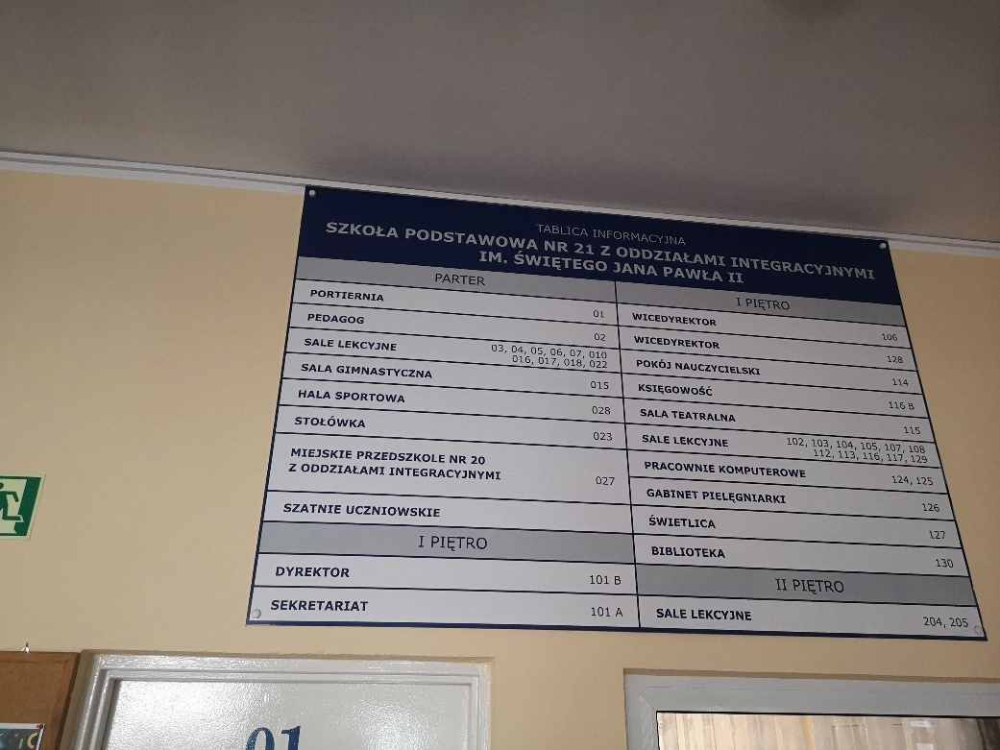 TABLICA INFORMACYJNA
SZKOŁA PODSTAWOWA NR 21 Z ODDZIAŁAMI INTEGRACYJNYMI
IM. ŚWIĘTEGO JANA PAWŁA II
PARTER
PORTIERNIA 01
PEDAGOG 02
SALE LEKCYJNE 03, 04, 05, 06, 07, 010
016, 017, 018, 022
SALA GIMNASTYCZNA 015
HALA SPORTOWA 028
STOŁÓWKA 023
MIEJSKIE PRZEDSZKOLE NR 20
Z ODDZIAŁAMI INTEGRACYJNYMI 027
SZATNIE UCZNIOWSKIE
I PIĘTRO
DYREKTOR 101 B
SEKRETARIAT 101 A
I PIĘTRO
WICEDYREKTOR 106
WICEDYREKTOR 128
POKÓJ NAUCZYCIELSKI 114
KSIĘGOWOŚĆ 116 B
SALA TEATRALNA 115
SALE LEKCYJNE 102, 103, 104, 105, 107, 108
112, 113, 116, 117, 129
PRACOWNIE KOMPUTEROWE 124, 125
GABINET PIELĘGNIARKI 126
ŚWIETLICA 127
BIBLIOTEKA 130
II PIĘTRO
SALE LEKCYJNE 204, 205
01